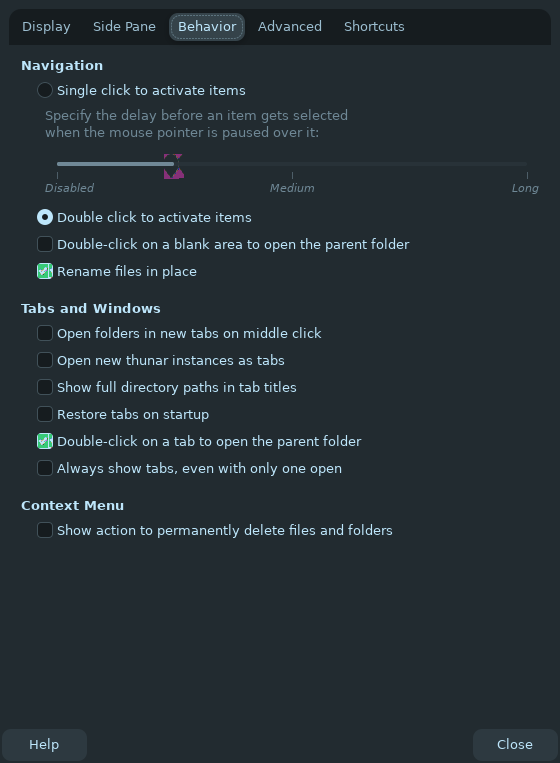 Display Side Pane Behavior Advanced Shortcuts
Navigation
Single click to activate items
Specify the delay before an item gets selected
when the mouse pointer is paused over it:
Disabled Medium Long
Double click to activate items
Double-click on a blank area to open the parent folder
Rename files in place
Tabs and Windows
Open folders in new tabs on middle click
Open new thunar instances as tabs
Show full directory paths in tab titles
Restore tabs on startup
Double-click on a tab to open the parent folder
Always show tabs, even with only one open
Context Menu
Show action to permanently delete files and folders
Help Close